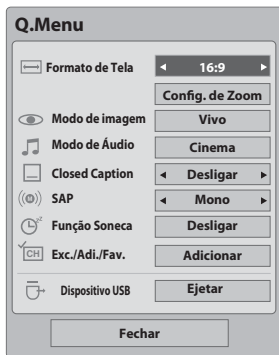 Q.Menu
Formato de Tela 16:9
Config. de Zoom
Modo de imagem Vivo
Modo de Áudio Cinema
Closed Caption Desligar
SAP Mono
z z Função Soneca Desligar
CH Exc./Adi./Fav. Adicionar
Dispositivo USB Ejetar
Fechar